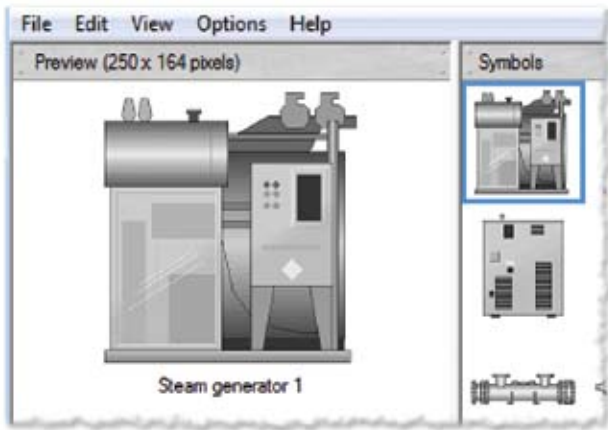 File Edit View Options Help
Preview (250 x 164 pixels)
Symbols
Steam generator 1